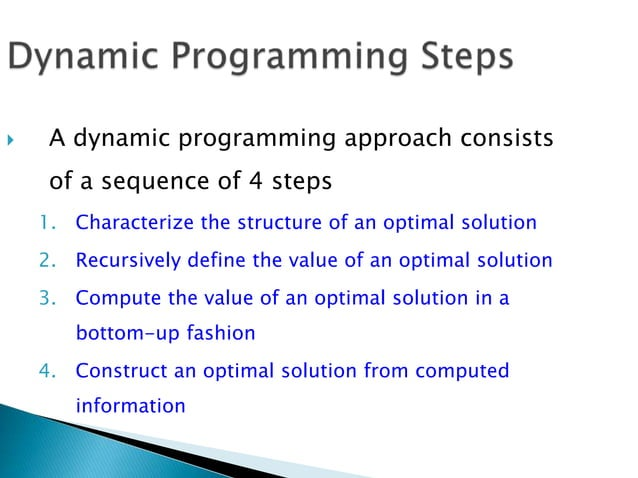 Dynamic Programming Steps
A dynamic programming approach consists
of a sequence of 4 steps
1. Characterize the structure of an optimal solution
2. Recursively define the value of an optimal solution
3. Compute the value of an optimal solution in a
bottom-up fashion
4. Construct an optimal solution from computed
information